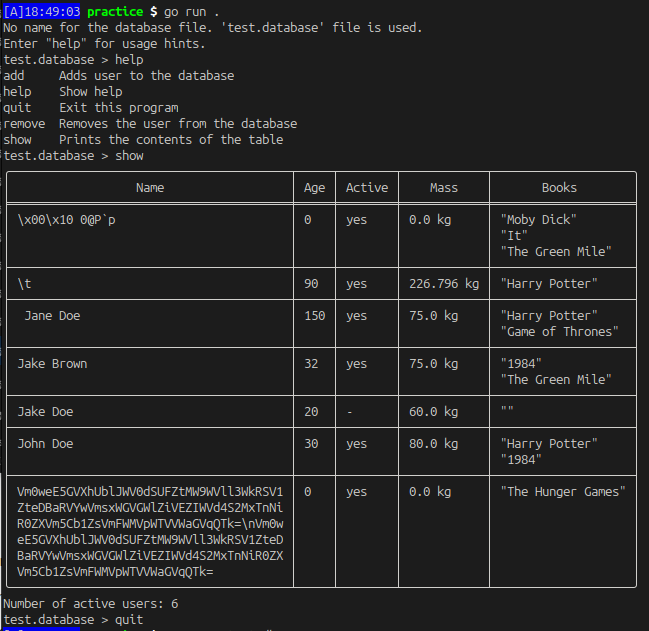 [A]18:49:03 practice $ go run .
No name for the database file. 'test.database' file is used.
Enter "help" for usage hints.
test.database > help
add Adds user to the database
help Show help
quit Exit this program
remove Removes the user from the database
show Prints the contents of the table
test.database > show
Name Age Active Mass Books
\x00\x10 0@P`p 0 yes 0.0 kg "Moby Dick"
"It"
"The Green Mile"
\t 90 yes 226.796 kg "Harry Potter"
Jane Doe 150 yes 75.0 kg "Harry Potter"
"Game of Thrones"
Jake Brown 32 yes 75.0 kg "1984"
"The Green Mile"
Jake Doe 20 - 60.0 kg ""
John Doe 30 yes 80.0 kg "Harry Potter"
"1984"
Vm0weE5GVXhUblJWV0dSUFZtMW9WVll3WkRSV1 0 yes 0.0 kg "The Hunger Games"
ZteDBaRVYwVmsxWGVGWlZiVEZIWVd4S2MxTnNi
R0ZXVm5Cb1ZsVmFWMVpWTVVWaGVqQTk=\nVm0w
eE5GVXhUblJWV0dSUFZtMW9WVll3WkRSV1ZteD
BaRVYwVmsxWGVGWlZiVEZIWVd4S2MxTnNiR0ZX
Vm5Cb1ZsVmFWMVpWTVVWaGVqQTk=
Number of active users: 6
test.database > quit